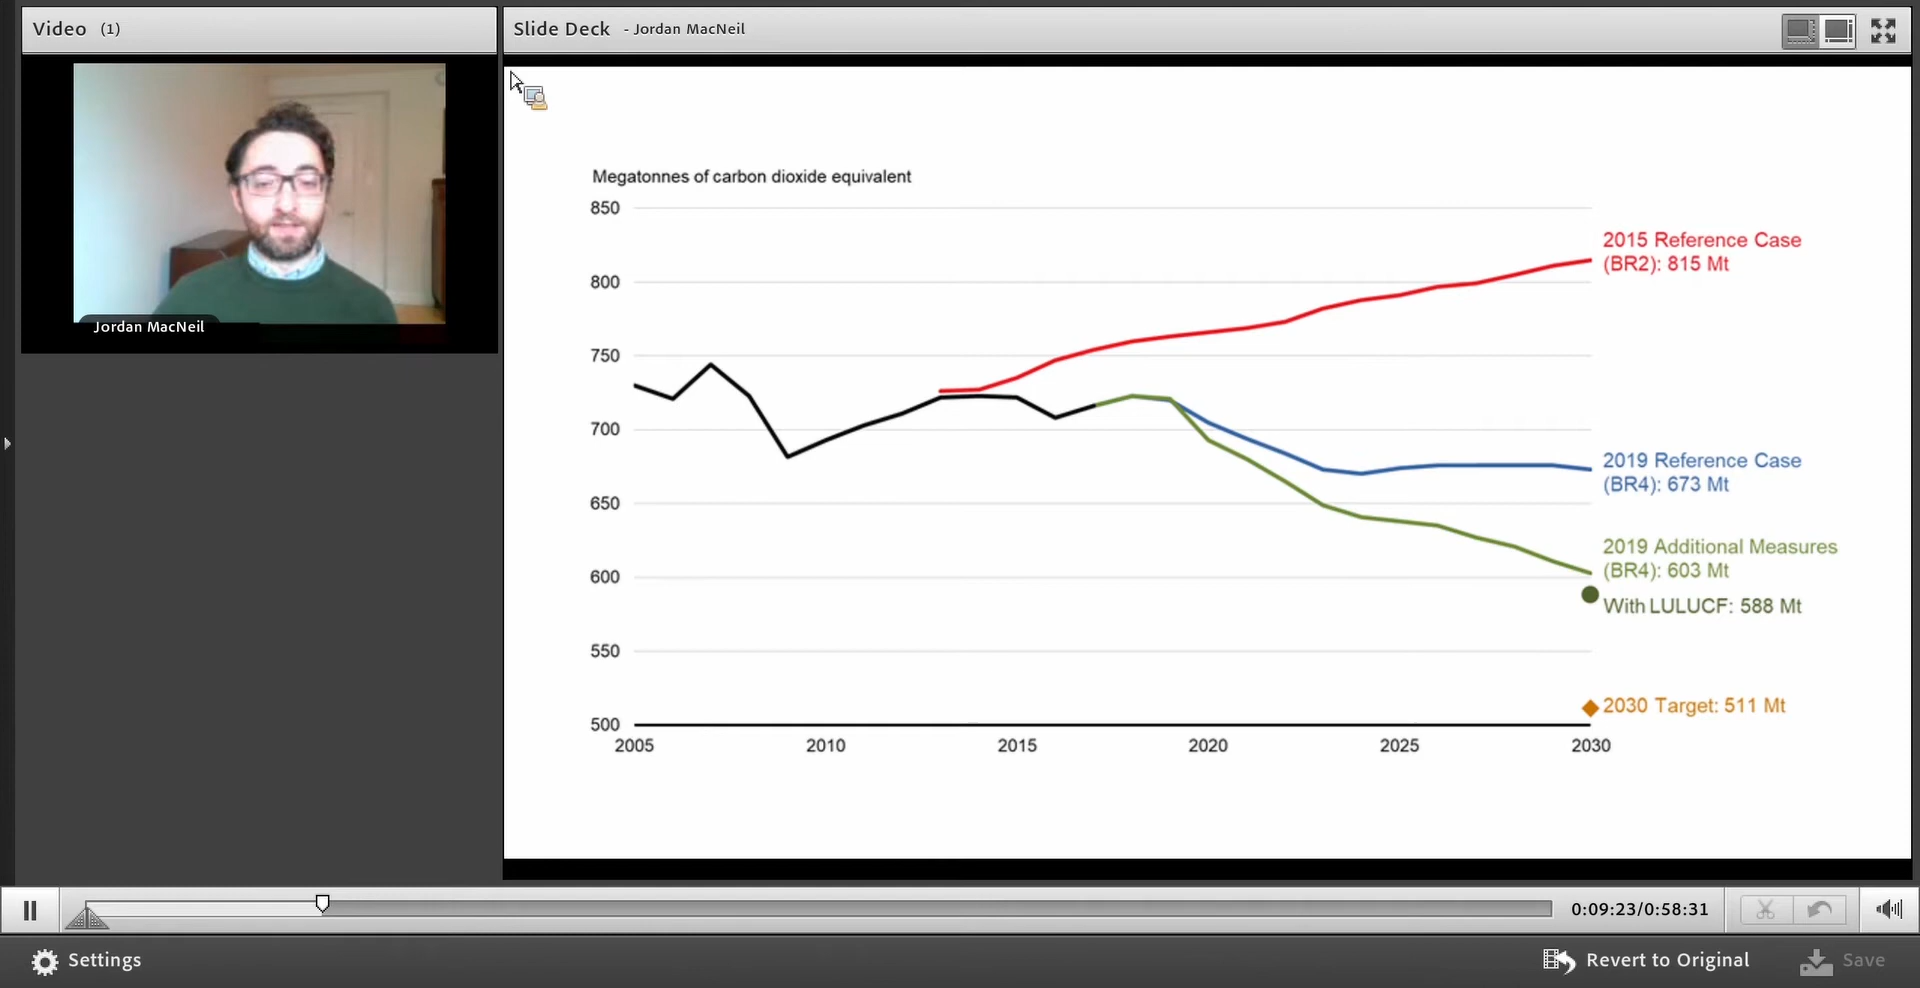 Video (1)
Jordan MacNeil
Slide Deck - Jordan MacNeil
Megatonnes of carbon dioxide equivalent
850
800
750
700
650
600
550
500
2005 2010 2015 2020 2025 2030
2015 Reference Case
(BR2): 815 Mt
2019 Reference Case
(BR4): 673 Mt
2019 Additional Measures
(BR4): 603 Mt
With LULUCF: 588 Mt
2030 Target: 511 Mt
0:09:23/0:58:31
Settings
Revert to Original
Save